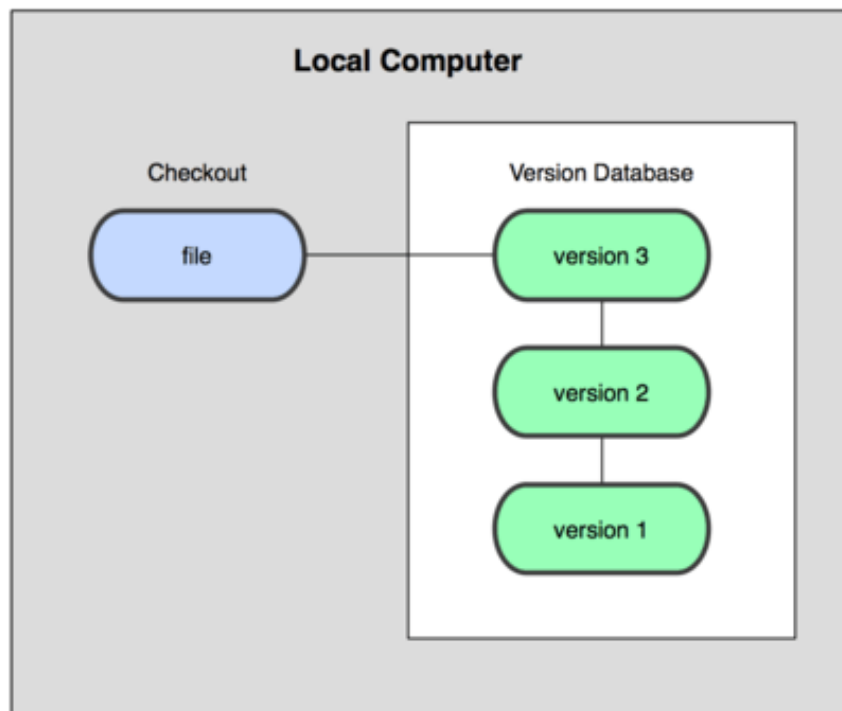 Local Computer
Checkout
Version Database
file
version 3
version 2
version 1